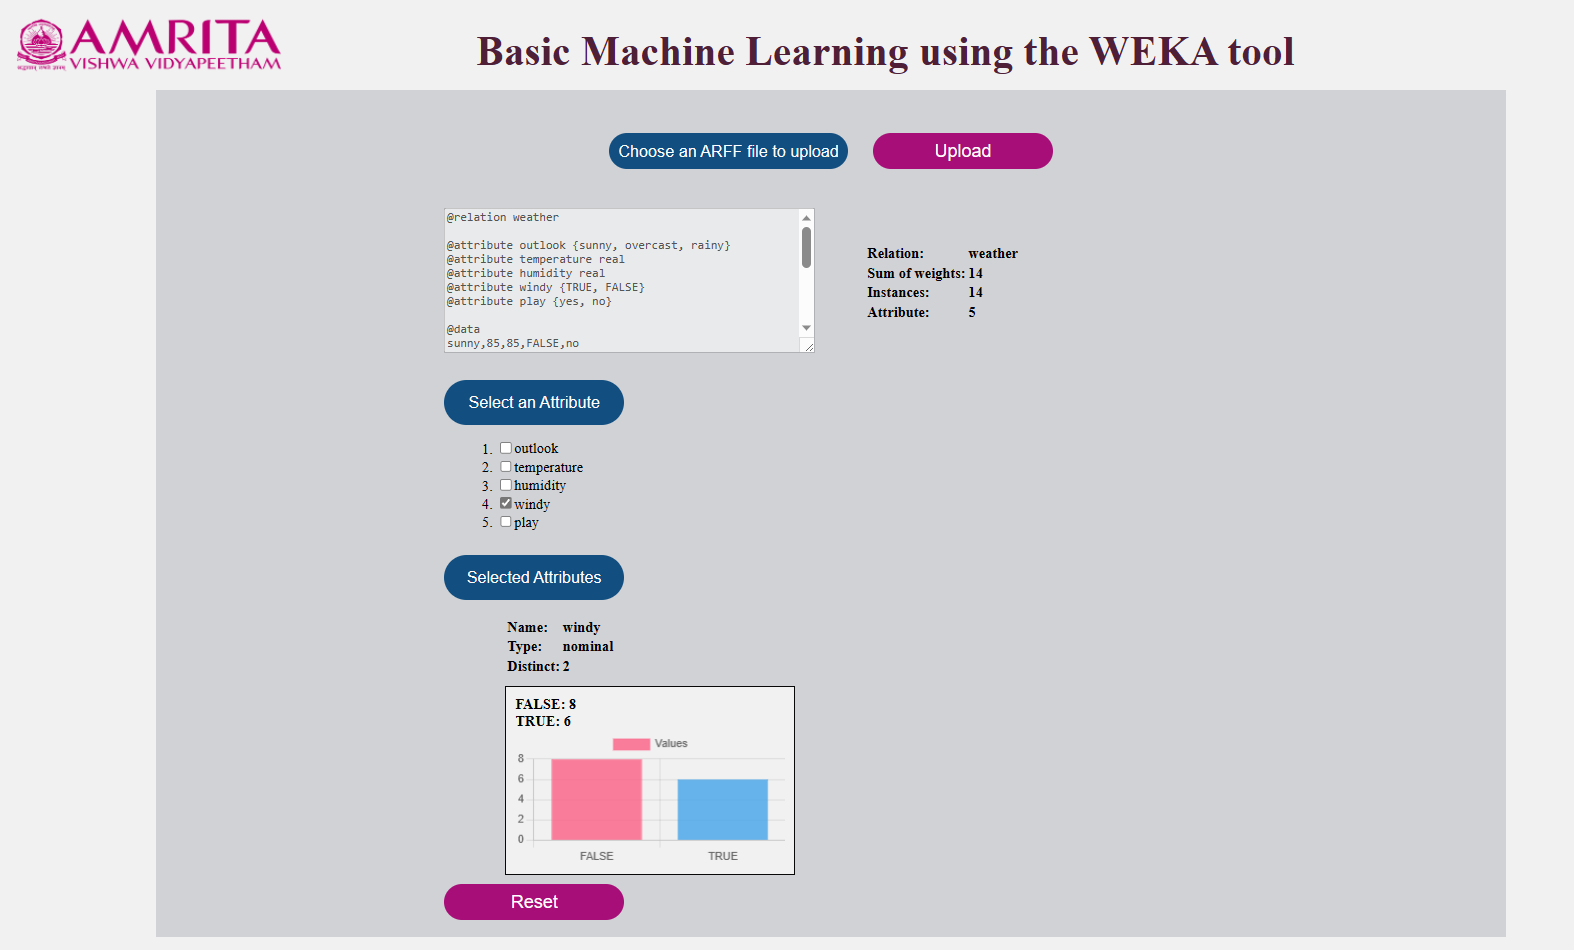 AMRITA
VISHWA VIDYAPEETHAM
Basic Machine Learning using the WEKA tool
Choose an ARFF file to upload
Upload
@relation weather
@attribute outlook {sunny, overcast, rainy}
@attribute temperature real
@attribute humidity real
@attribute windy {TRUE, FALSE}
@attribute play {yes, no}
@data
sunny,85,85,FALSE,no
Relation: weather
Sum of weights: 14
Instances: 14
Attribute: 5
Select an Attribute
1. outlook
2. temperature
3. humidity
4. windy
5. play
Selected Attributes
Name: windy
Type: nominal
Distinct: 2
FALSE: 8
TRUE: 6
Values
8
6
4
2
0
FALSE TRUE
Reset